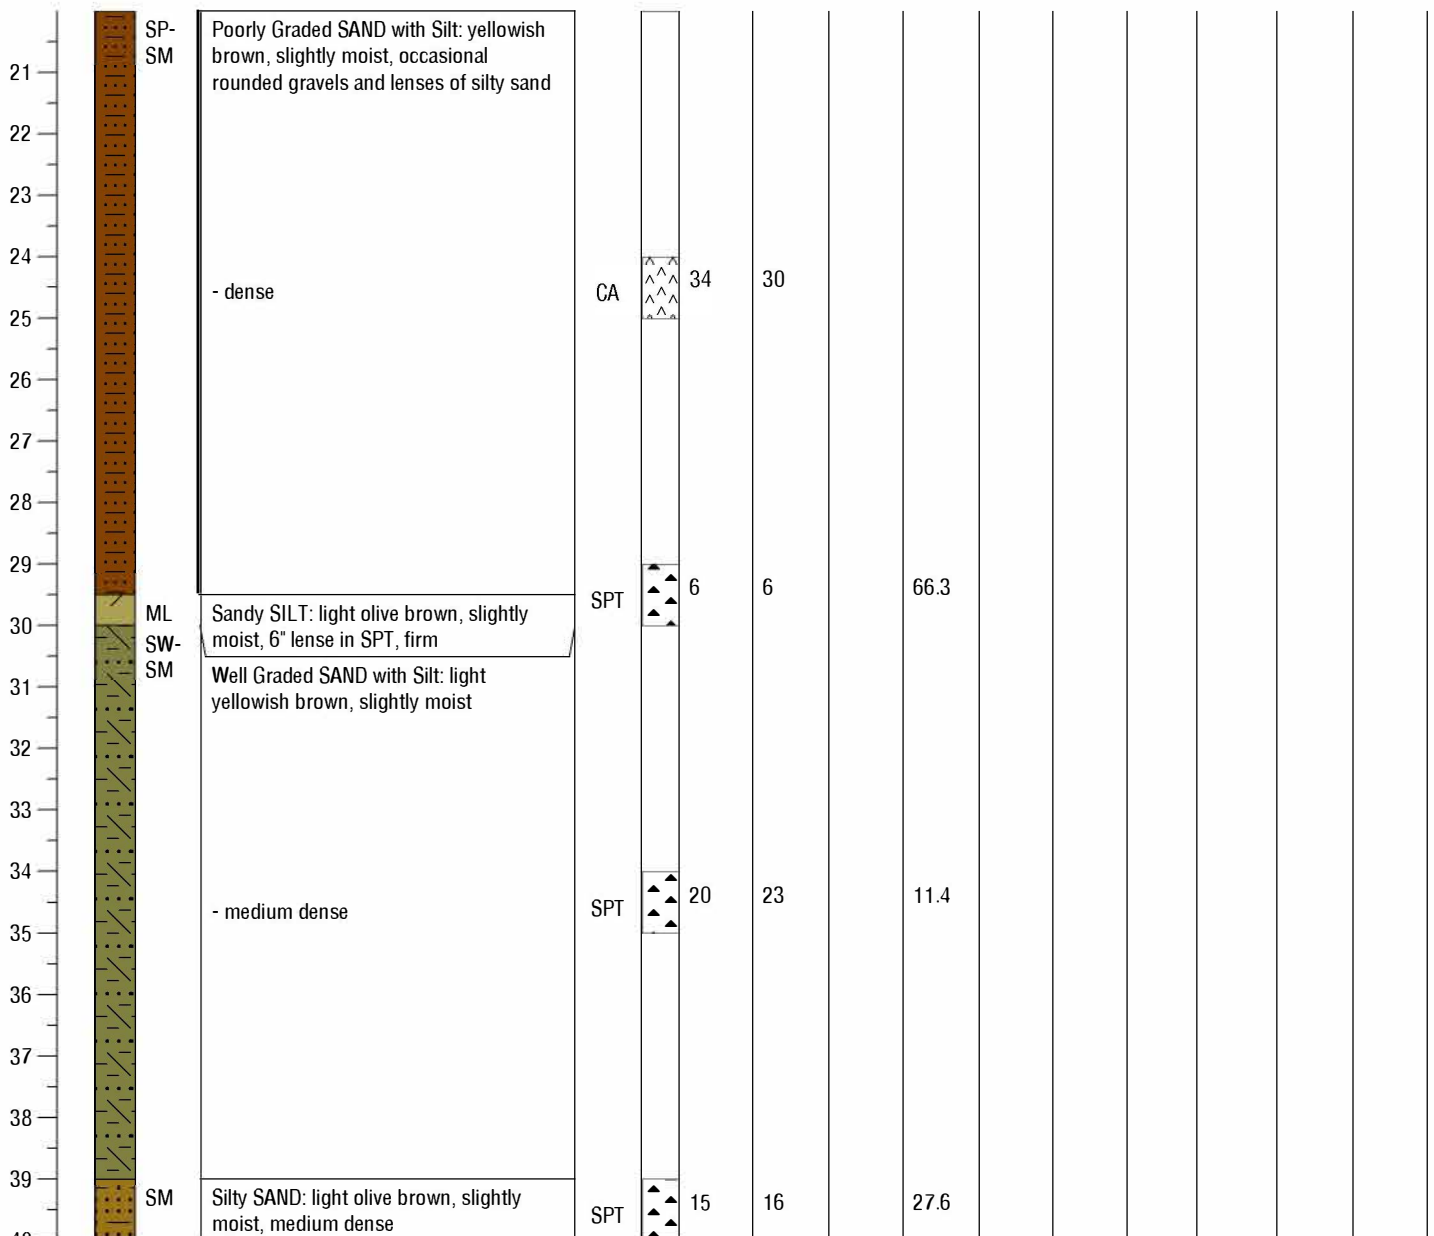 SP-
SM
Poorly Graded SAND with Silt: yellowish
brown, slightly moist, occasional
rounded gravels and lenses of silty sand
21
22
23
24
- dense
CA
34
30
25
26
27
28
29
SPT
6
6
66.3
ML
Sandy SILT: light olive brown, slightly
moist, 6" lense in SPT, firm
30
SW-
SM
Well Graded SAND with Silt: light
yellowish brown, slightly moist
31
32
33
34
- medium dense
SPT
20
23
11.4
35
36
37
38
39
SM
Silty SAND: light olive brown, slightly
moist, medium dense
SPT
15
16
27.6